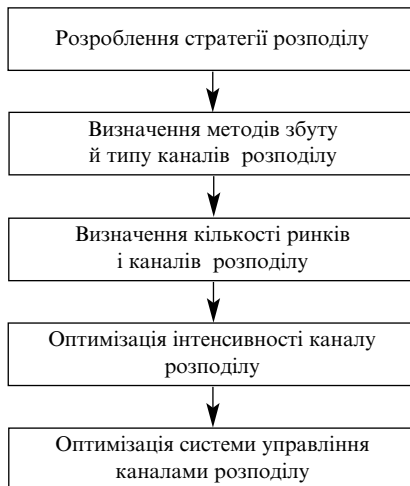 Розроблення стратегії розподілу
Визначення методів збуту
й типу каналів розподілу
Визначення кількості ринків
і каналів розподілу
Оптимізація інтенсивності каналу
розподілу
Оптимізація системи управління
каналами розподілу